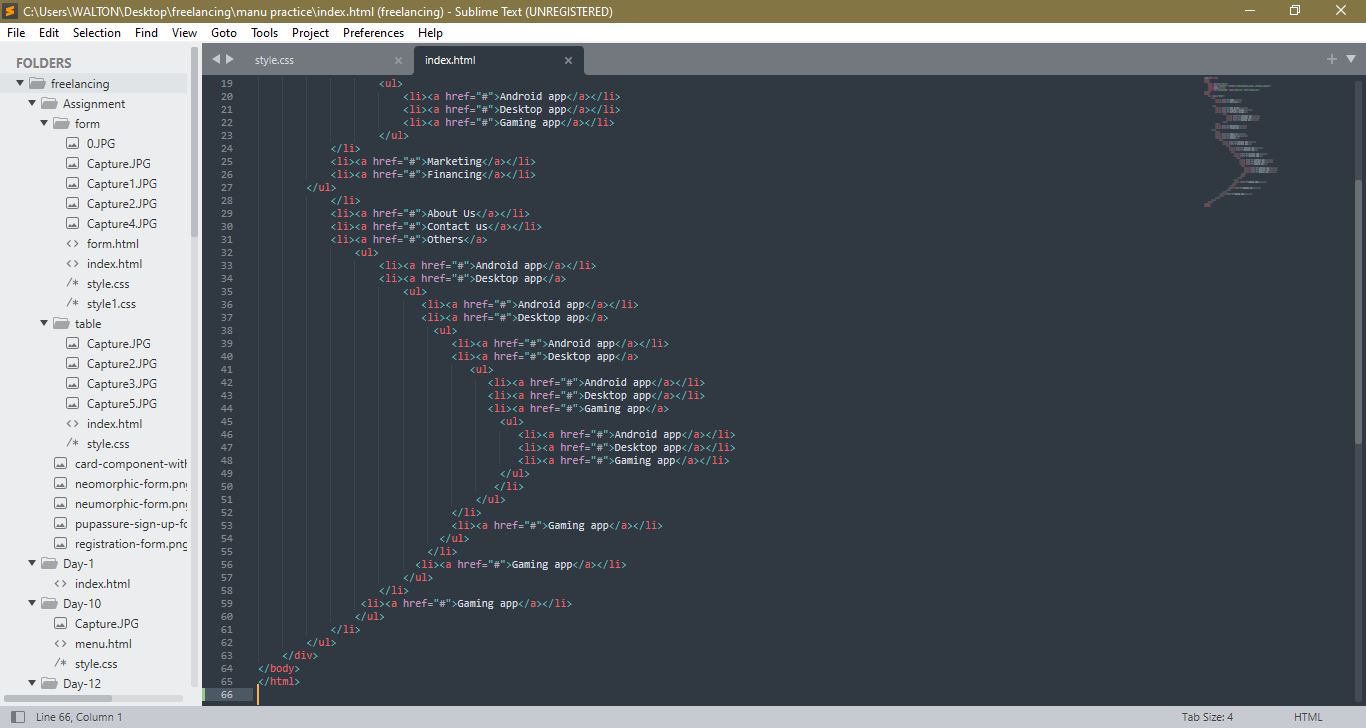 C:\Users\WALTON\Desktop\freelancing\manu practice\index.html (freelancing) - Sublime Text (UNREGISTERED)
File Edit Selection Find View Goto Tools Project Preferences Help
FOLDERS
freelancing
Assignment
form
0.JPG
Capture.JPG
Capture1.JPG
Capture2.JPG
Capture4.JPG
form.html
index.html
style.css
style1.css
table
Capture.JPG
Capture2.JPG
Capture3.JPG
Capture5.JPG
index.html
style.css
card-component-with
neomorphic-form.png
neumorphic-form.png
pupassure-sign-up-fo
registration-form.png
Day-1
index.html
Day-10
Capture.JPG
menu.html
style.css
Day-12
style.css × index.html ×
19 <ul>
20 <li><a href="#">Android app</a></li>
21 <li><a href="#">Desktop app</a></li>
22 <li><a href="#">Gaming app</a></li>
23 </ul>
24 </li>
25 <li><a href="#">Marketing</a></li>
26 <li><a href="#">Financing</a></li>
27 </ul>
28 </li>
29 <li><a href="#">About Us</a></li>
30 <li><a href="#">Contact us</a></li>
31 <li><a href="#">Others</a>
32 <ul>
33 <li><a href="#">Android app</a></li>
34 <li><a href="#">Desktop app</a>
35 <ul>
36 <li><a href="#">Android app</a></li>
37 <li><a href="#">Desktop app</a>
38 <ul>
39 <li><a href="#">Android app</a></li>
40 <li><a href="#">Desktop app</a>
41 <ul>
42 <li><a href="#">Android app</a></li>
43 <li><a href="#">Desktop app</a></li>
44 <li><a href="#">Gaming app</a>
45 <ul>
46 <li><a href="#">Android app</a></li>
47 <li><a href="#">Desktop app</a></li>
48 <li><a href="#">Gaming app</a></li>
49 </ul>
50 </li>
51 </ul>
52 </li>
53 <li><a href="#">Gaming app</a></li>
54 </ul>
55 </li>
56 <li><a href="#">Gaming app</a></li>
57 </ul>
58 </li>
59 <li><a href="#">Gaming app</a></li>
60 </ul>
61 </li>
62 </ul>
63 </div>
64 </body>
65 </html>
66
Line 66, Column 1 Tab Size: 4 HTML